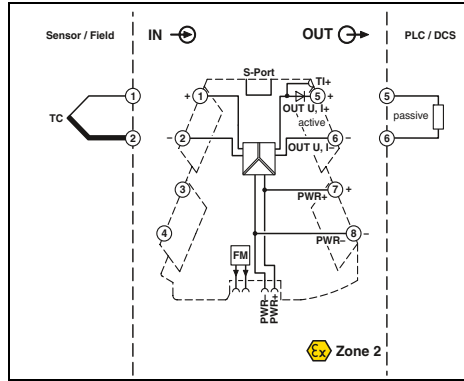 Sensor / Field
IN
OUT
PLC / DCS
S-Port
TI+
1
+ 1
5 +
5
OUT U, I+
active
passive
TC
2
– 2
6 –
6
OUT U, I–
3
7 +
PWR+
4
8 –
PWR–
FM
PWR–
PWR+
Ex Zone 2